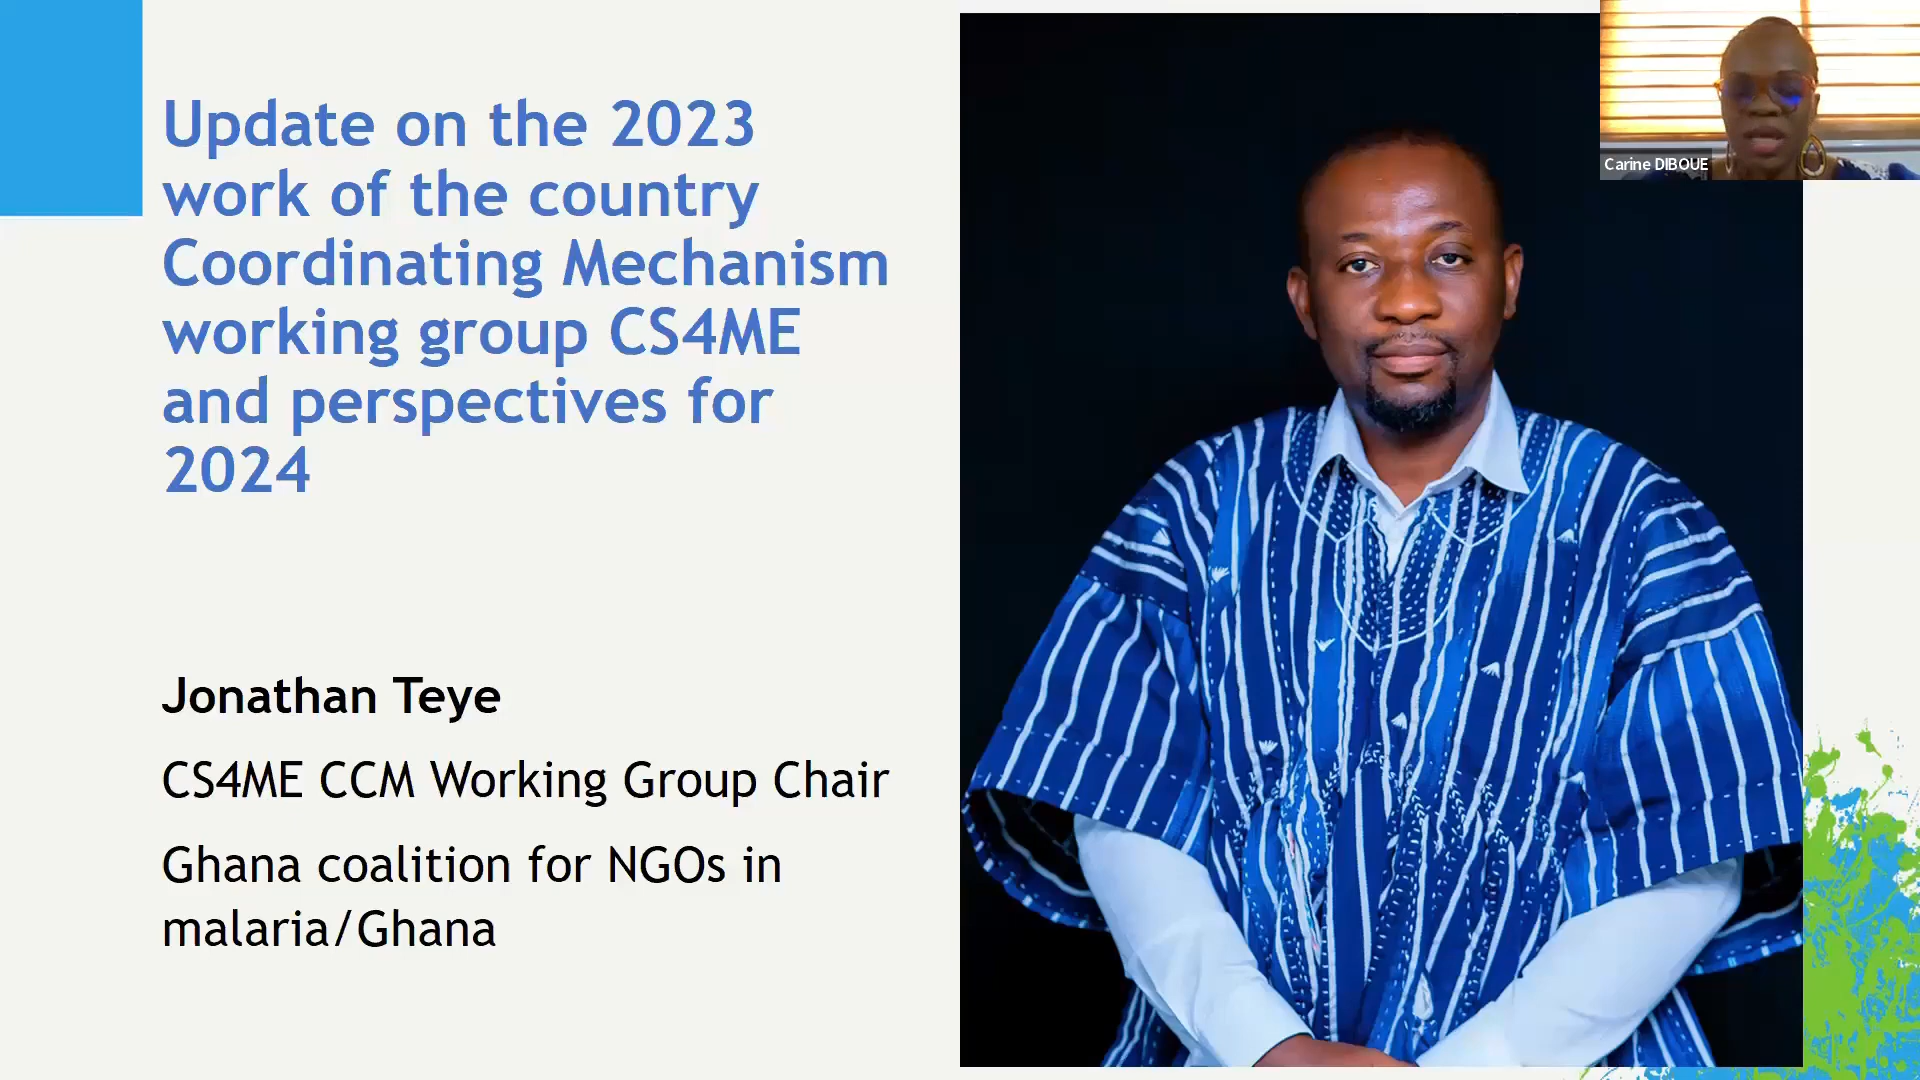 Update on the 2023
work of the country
Coordinating Mechanism
working group CS4ME
and perspectives for
2024
Jonathan Teye
CS4ME CCM Working Group Chair
Ghana coalition for NGOs in
malaria/Ghana
Carine DIBOUE